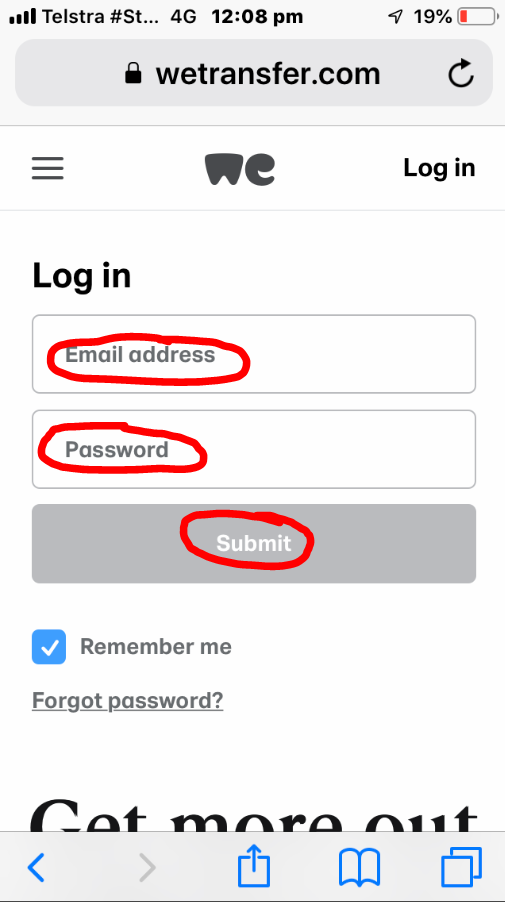 Telstra #St... 4G 12:08 pm 19%
wetransfer.com
we Log in
Log in
Email address
Password
Submit
Remember me
Forgot password?
Get more out